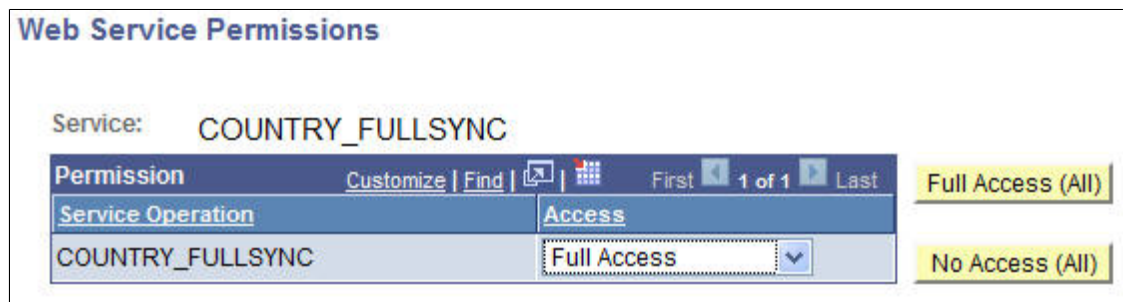 Web Service Permissions
Service: COUNTRY_FULLSYNC
Permission Customize | Find | | First 1 of 1 Last
Full Access (All)
Service Operation Access
COUNTRY_FULLSYNC Full Access
No Access (All)